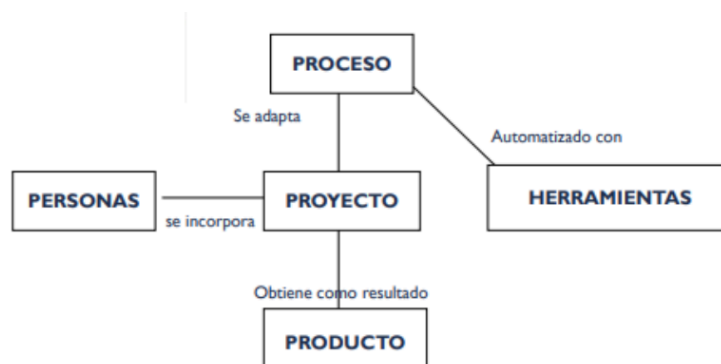 PROCESO
Se adapta
Automatizado con
PERSONAS
se incorpora
PROYECTO
HERRAMIENTAS
Obtiene como resultado
PRODUCTO